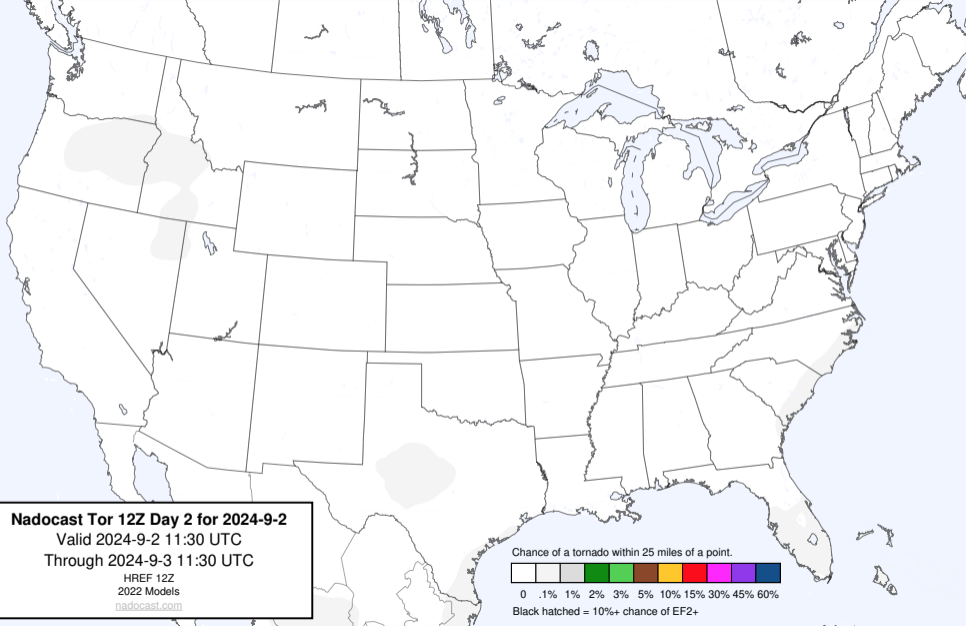 Nadocast Tor 12Z Day 2 for 2024-9-2
Valid 2024-9-2 11:30 UTC
Through 2024-9-3 11:30 UTC
HREF 12Z
2022 Models
nadocast.com
Chance of a tornado within 25 miles of a point.
0 .1% 1% 2% 3% 5% 10% 15% 30% 45% 60%
Black hatched = 10%+ chance of EF2+